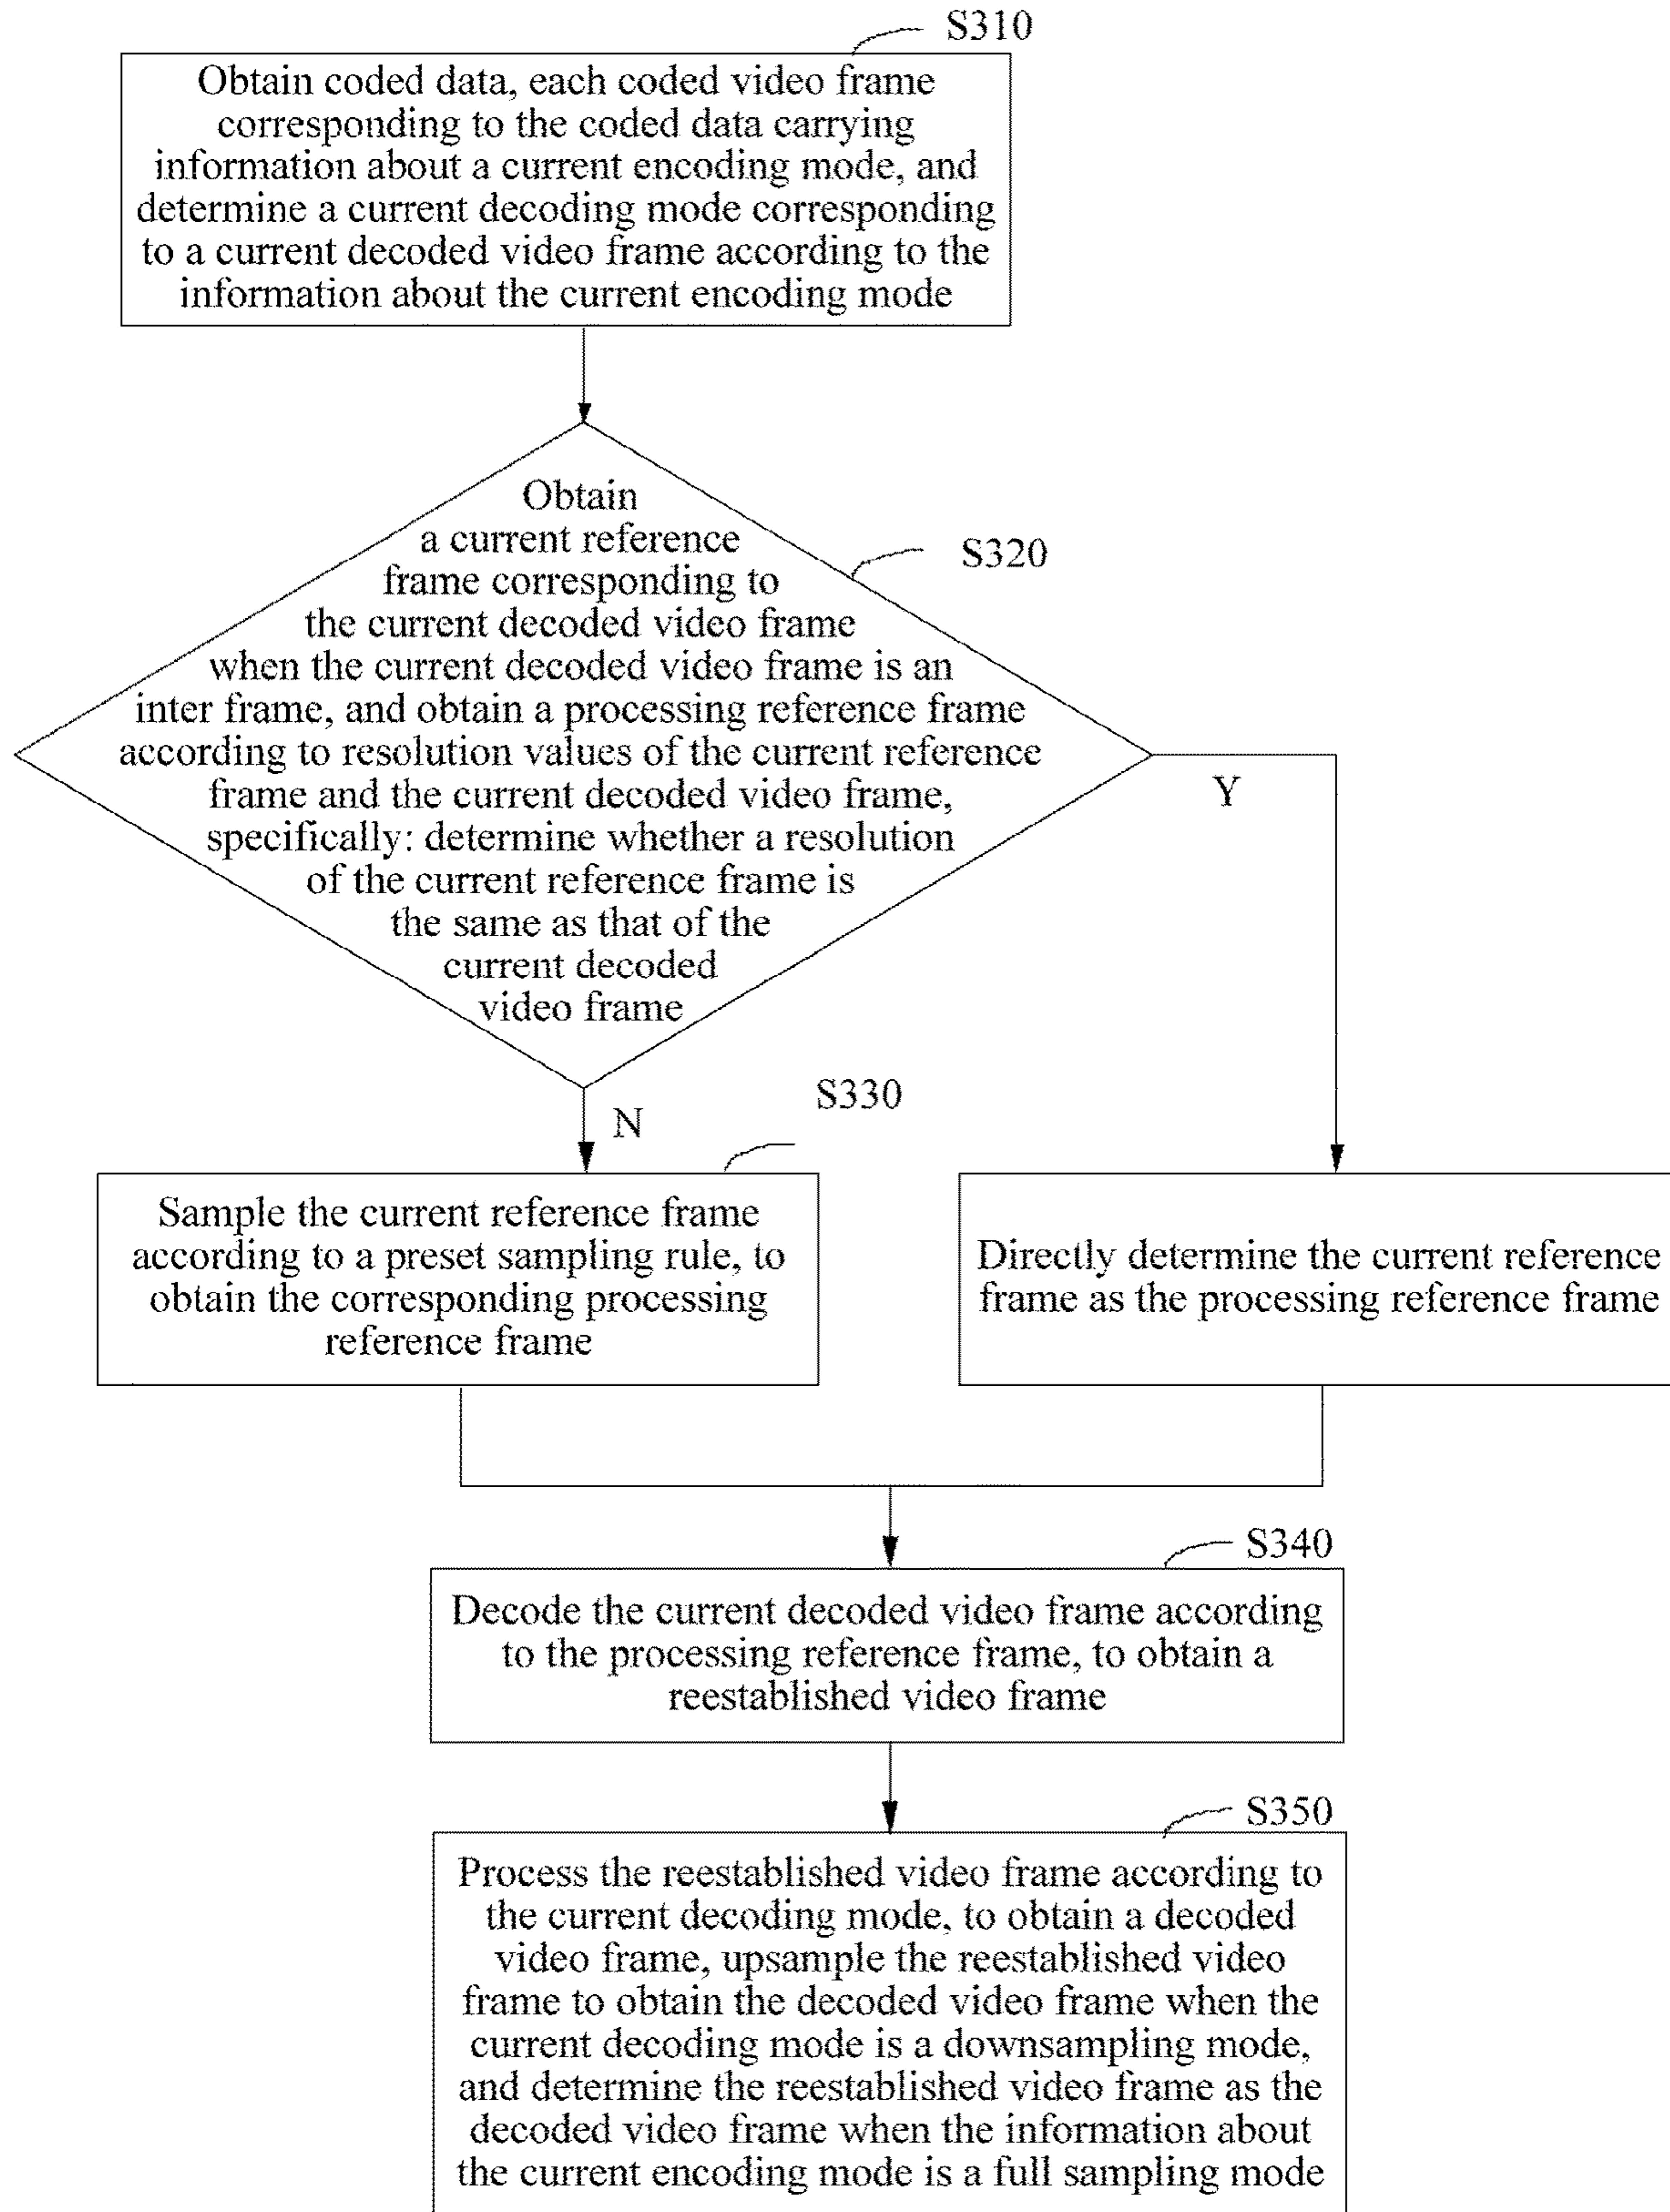 S310
Obtain coded data, each coded video frame
corresponding to the coded data carrying
information about a current encoding mode, and
determine a current decoding mode corresponding
to a current decoded video frame according to the
information about the current encoding mode
Obtain
a current reference
frame corresponding to
the current decoded video frame
when the current decoded video frame is an
inter frame, and obtain a processing reference frame
according to resolution values of the current reference
frame and the current decoded video frame,
specifically: determine whether a resolution
of the current reference frame is
the same as that of the
current decoded
video frame
S320
Y
N
S330
Sample the current reference frame
according to a preset sampling rule, to
obtain the corresponding processing
reference frame
Directly determine the current reference
frame as the processing reference frame
S340
Decode the current decoded video frame according
to the processing reference frame, to obtain a
reestablished video frame
S350
Process the reestablished video frame according to
the current decoding mode, to obtain a decoded
video frame, upsample the reestablished video
frame to obtain the decoded video frame when the
current decoding mode is a downsampling mode,
and determine the reestablished video frame as the
decoded video frame when the information about
the current encoding mode is a full sampling mode